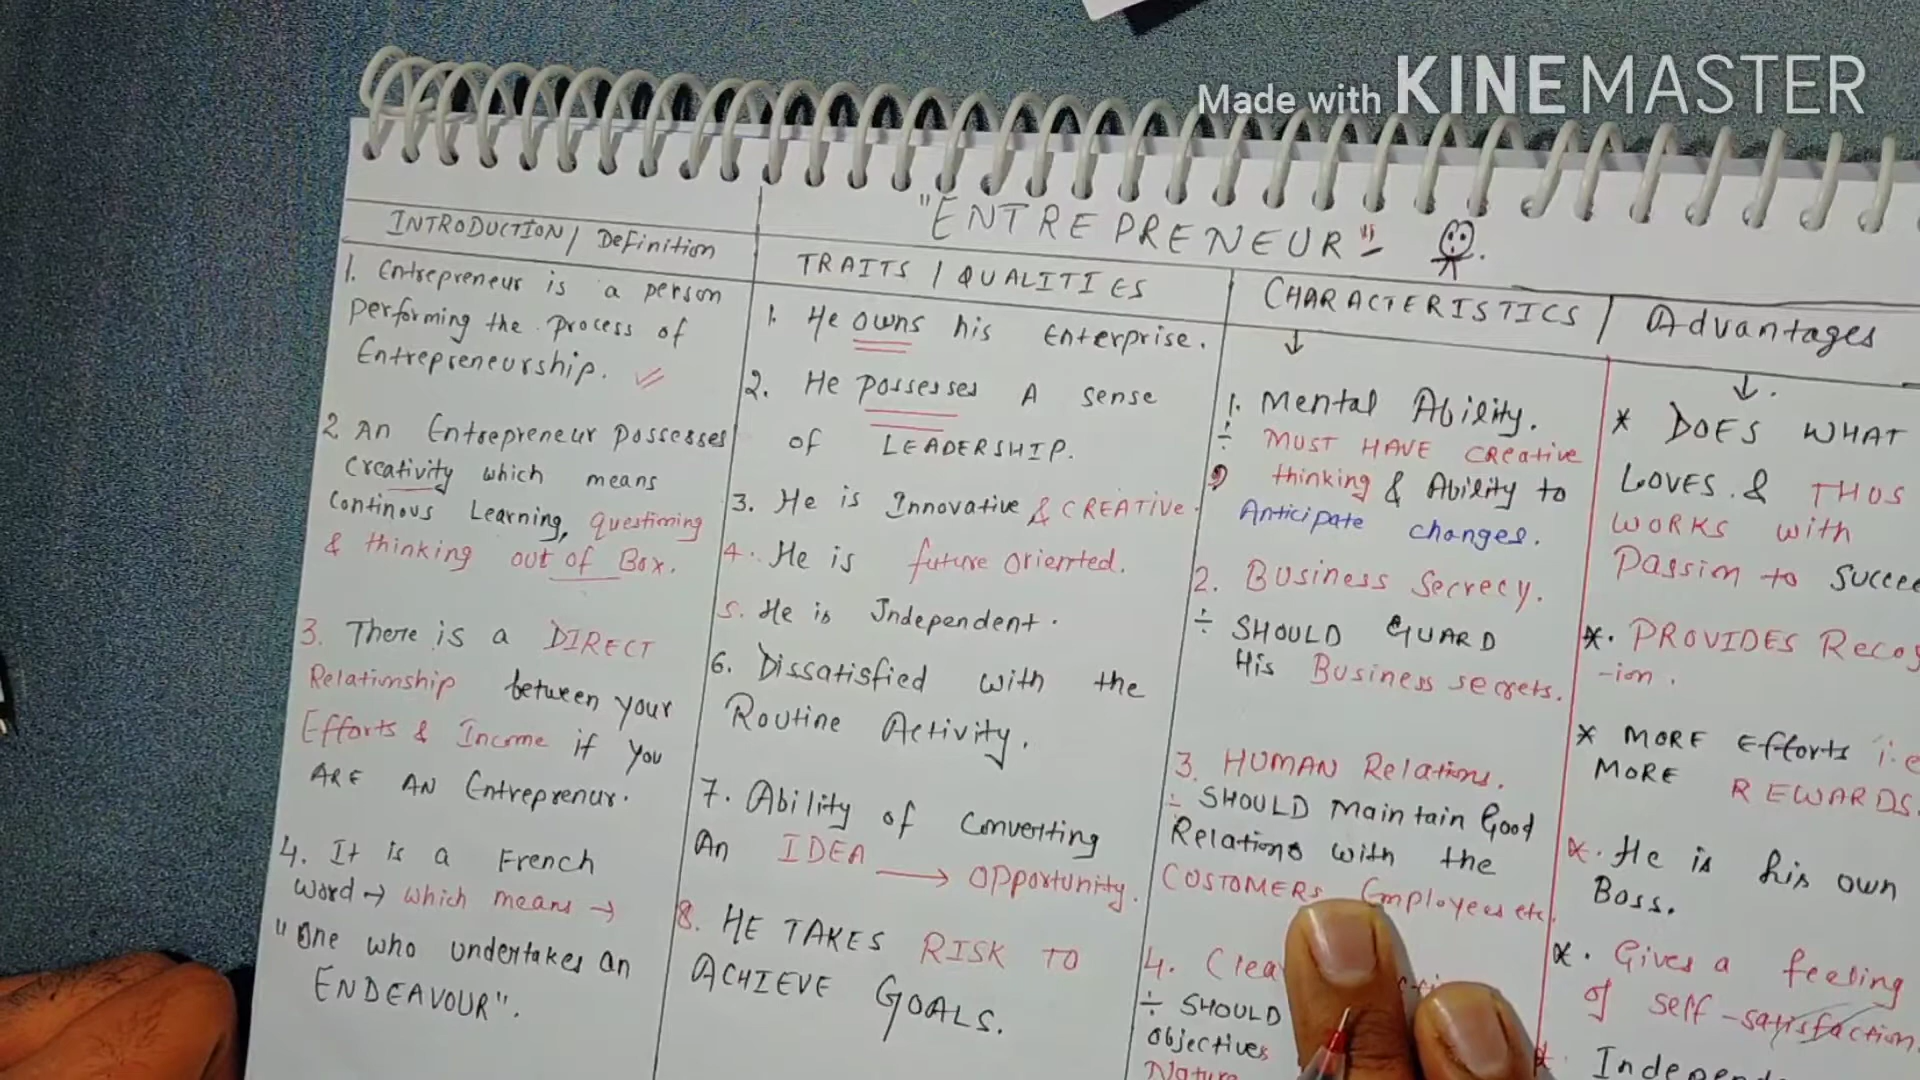 Made with KINEMASTER
"ENTREPRENEUR"
INTRODUCTION/ Definition
1. Entrepreneur is a person
performing the process of
Entrepreneurship.
2 An Entrepreneur possesses
creativity which means
continous Learning, questioning
& thinking out of Box.
3. There is a DIRECT
Relationship between your
Efforts & Income if you
ARE AN Entreprenur.
4. It is a French
word → which means →
"One who undertakes an
ENDEAVOUR".
TRAITS / QUALITIES
1. He owns his Enterprise.
2. He possesses A sense
of LEADERSHIP.
3. He is Innovative & CREATIVE.
4. He is future oriented.
5. He is Independent.
6. Dissatisfied with the
Routine Activity.
7. Ability of converting
An IDEA → opportunity.
8. HE TAKES RISK TO
ACHIEVE GOALS.
CHARACTERISTICS
↓
1. Mental Ability.
÷ MUST HAVE creative
thinking & Ability to
Anticipate changes.
2. Business Secrecy.
÷ SHOULD GUARD
His Business secrets.
3. HUMAN Relations.
÷ SHOULD Maintain Good
Relations with the
COSTOMERS Employees etc.
4. Clea
÷ SHOULD
objectives
Nature
Advantages
↓.
* DOES WHAT
LOVES. & THUS
WORKS with
Passion to succee
*. PROVIDES Recog
-ion.
* MORE Efforts i.e
MORE REWARDS.
*. He is his own
Boss.
*. Gives a feeling
of self-satisfaction.
*. Independe